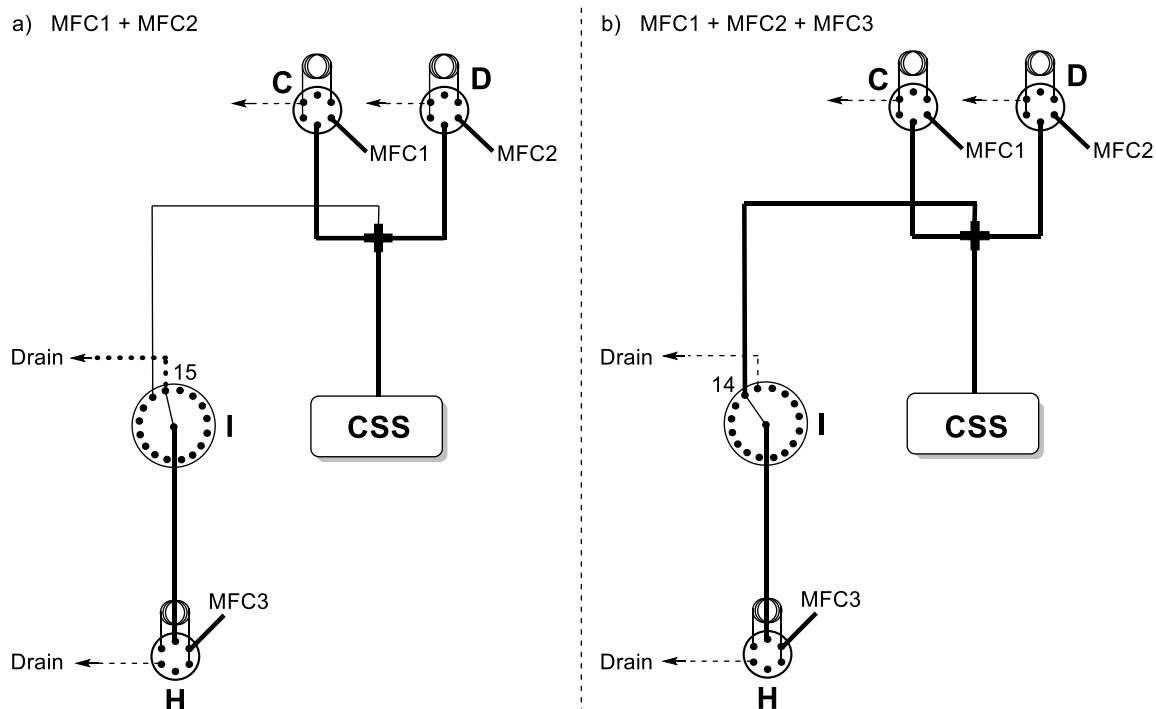 a) MFC1 + MFC2
C
D
MFC1
MFC2
Drain
15
I
CSS
MFC3
Drain
H
b) MFC1 + MFC2 + MFC3
C
D
MFC1
MFC2
Drain
14
I
CSS
MFC3
Drain
H